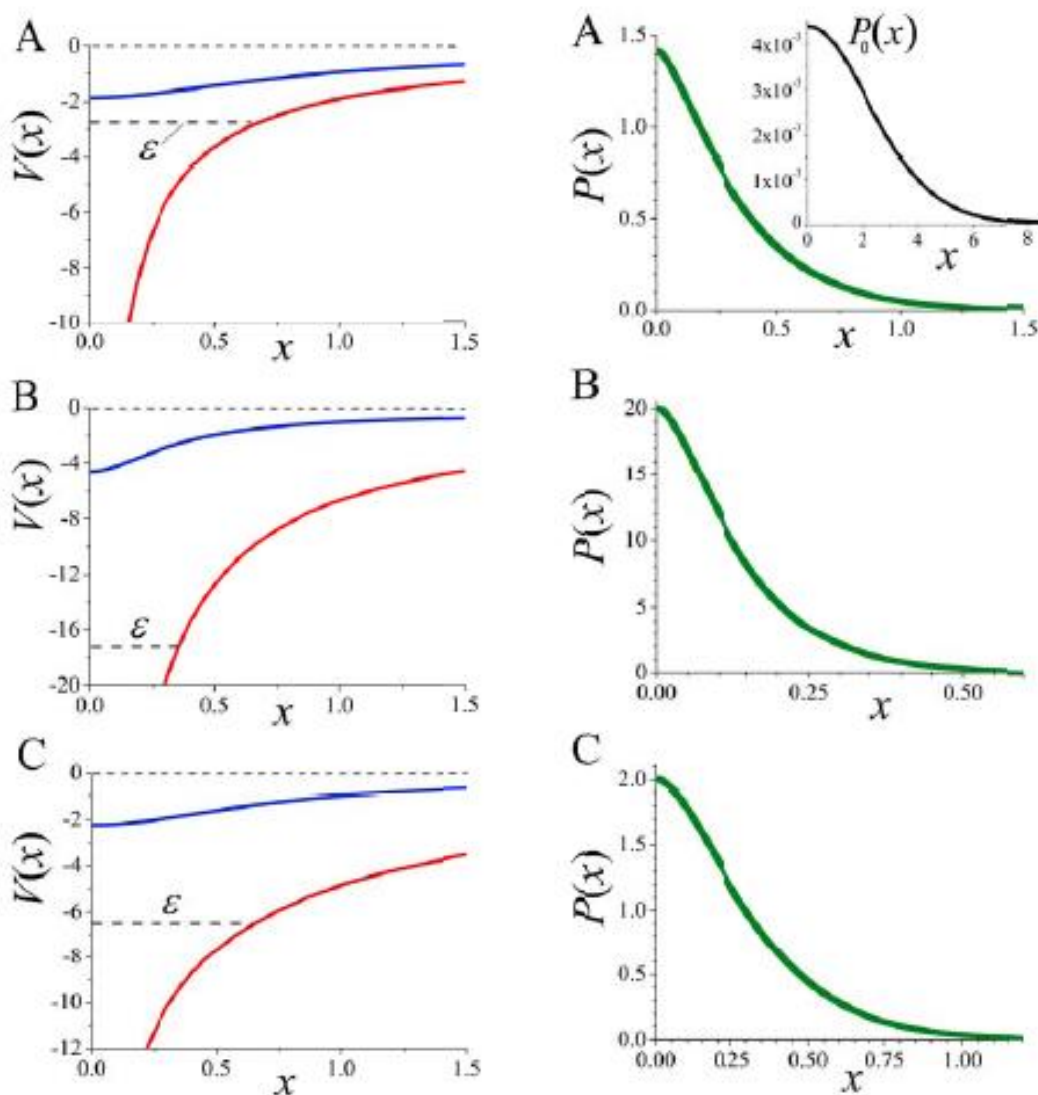 A
0
-2
-4
-6
-8
-10
V(x)
ε
0.0
0.5
1.0
1.5
x
A
1.5
1.0
0.5
0.0
P(x)
0.0
0.5
1.0
1.5
x
P₀(x)
4x10⁻³
3x10⁻³
2x10⁻³
1x10⁻³
0
0
2
4
6
8
x
B
0
-4
-8
-12
-16
-20
V(x)
ε
0.0
0.5
1.0
1.5
x
B
20
15
10
5
0
P(x)
0.00
0.25
0.50
x
C
0
-2
-4
-6
-8
-10
-12
V(x)
ε
0.0
0.5
1.0
1.5
x
C
2.0
1.5
1.0
0.5
0.0
P(x)
0.00
0.25
0.50
0.75
1.00
x